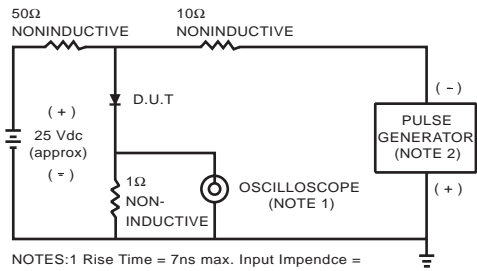 50Ω
NONINDUCTIVE
10Ω
NONINDUCTIVE
D.U.T
( + )
25 Vdc
(approx)
( - )
1Ω
NON-
INDUCTIVE
OSCILLOSCOPE
(NOTE 1)
( - )
PULSE
GENERATOR
(NOTE 2)
( + )
NOTES:1 Rise Time = 7ns max. Input Impendce =